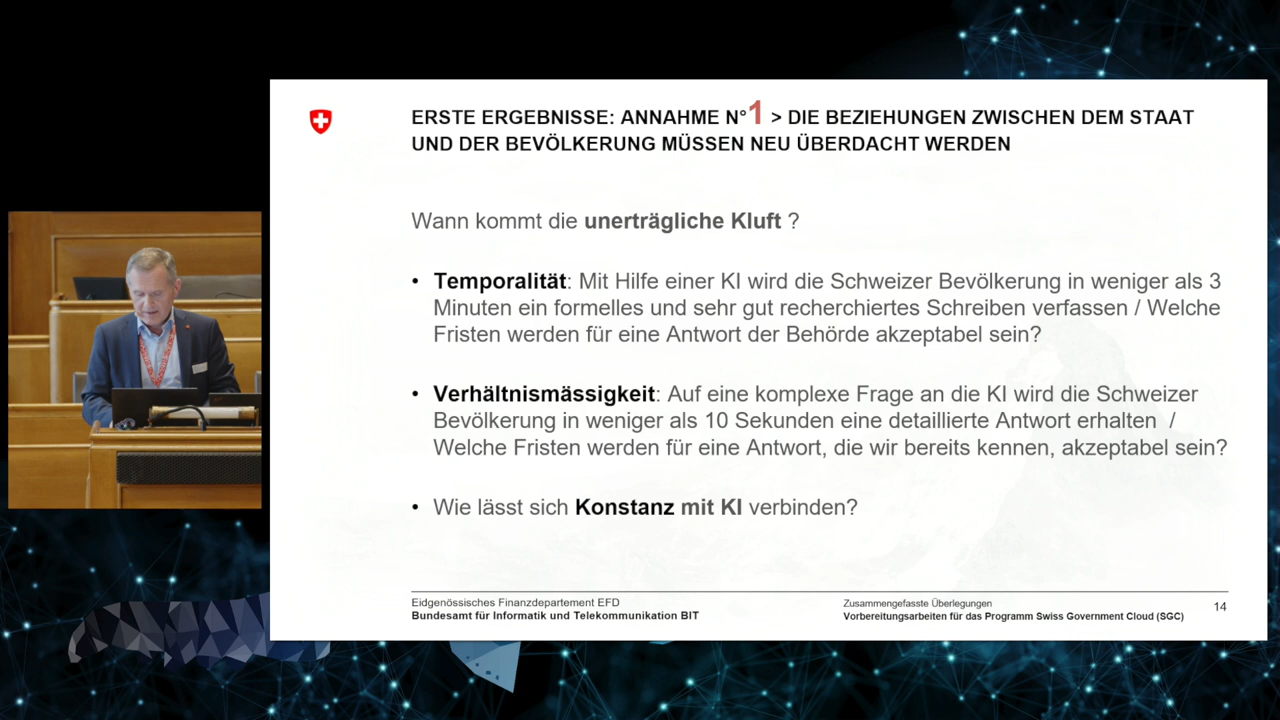 ERSTE ERGEBNISSE: ANNAHME N°1 > DIE BEZIEHUNGEN ZWISCHEN DEM STAAT
UND DER BEVÖLKERUNG MÜSSEN NEU ÜBERDACHT WERDEN
Wann kommt die unerträgliche Kluft ?
• Temporalität: Mit Hilfe einer KI wird die Schweizer Bevölkerung in weniger als 3
Minuten ein formelles und sehr gut recherchiertes Schreiben verfassen / Welche
Fristen werden für eine Antwort der Behörde akzeptabel sein?
• Verhältnismässigkeit: Auf eine komplexe Frage an die KI wird die Schweizer
Bevölkerung in weniger als 10 Sekunden eine detaillierte Antwort erhalten /
Welche Fristen werden für eine Antwort, die wir bereits kennen, akzeptabel sein?
• Wie lässt sich Konstanz mit KI verbinden?
Eidgenössisches Finanzdepartement EFD
Bundesamt für Informatik und Telekommunikation BIT
Zusammengefasste Überlegungen
Vorbereitungsarbeiten für das Programm Swiss Government Cloud (SGC)
14